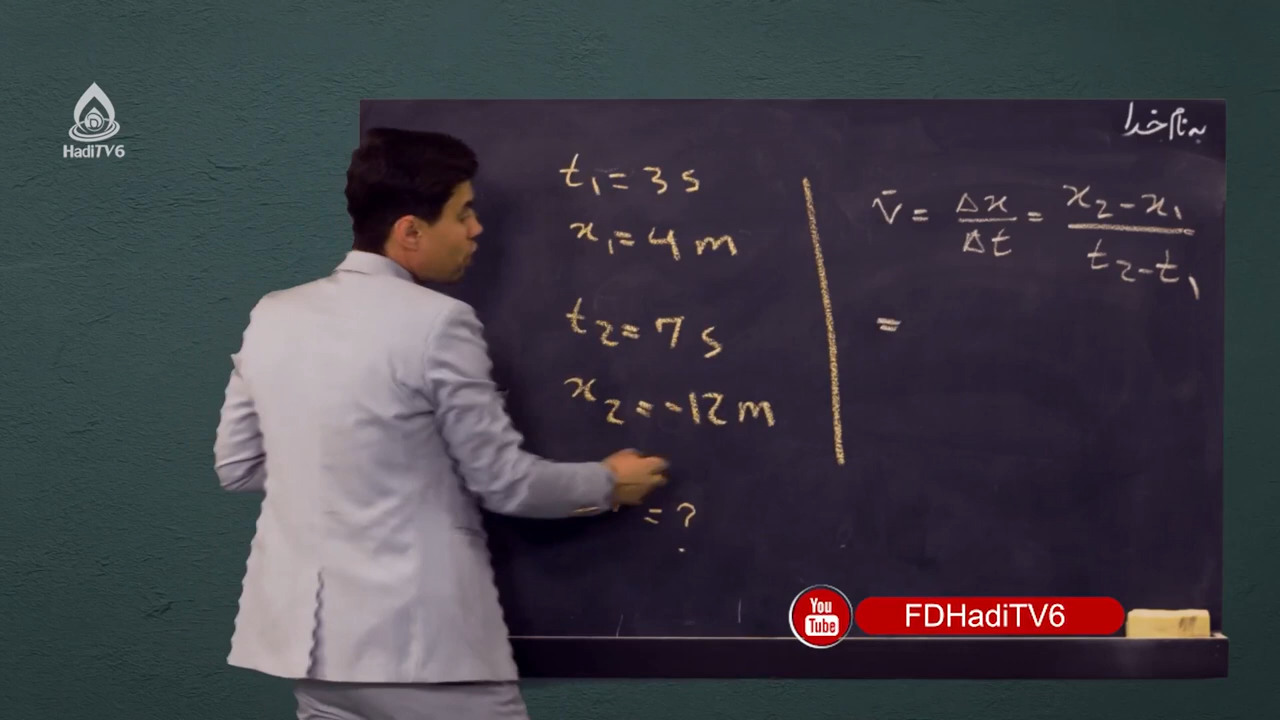 HadiTV6
به نام خدا
t₁ = 3 s
x₁ = 4 m
t₂ = 7 s
x₂ = -12 m
= ?
v̄ = Δx/Δt = (x₂ - x₁)/(t₂ - t₁)
=
You Tube
FDHadiTV6